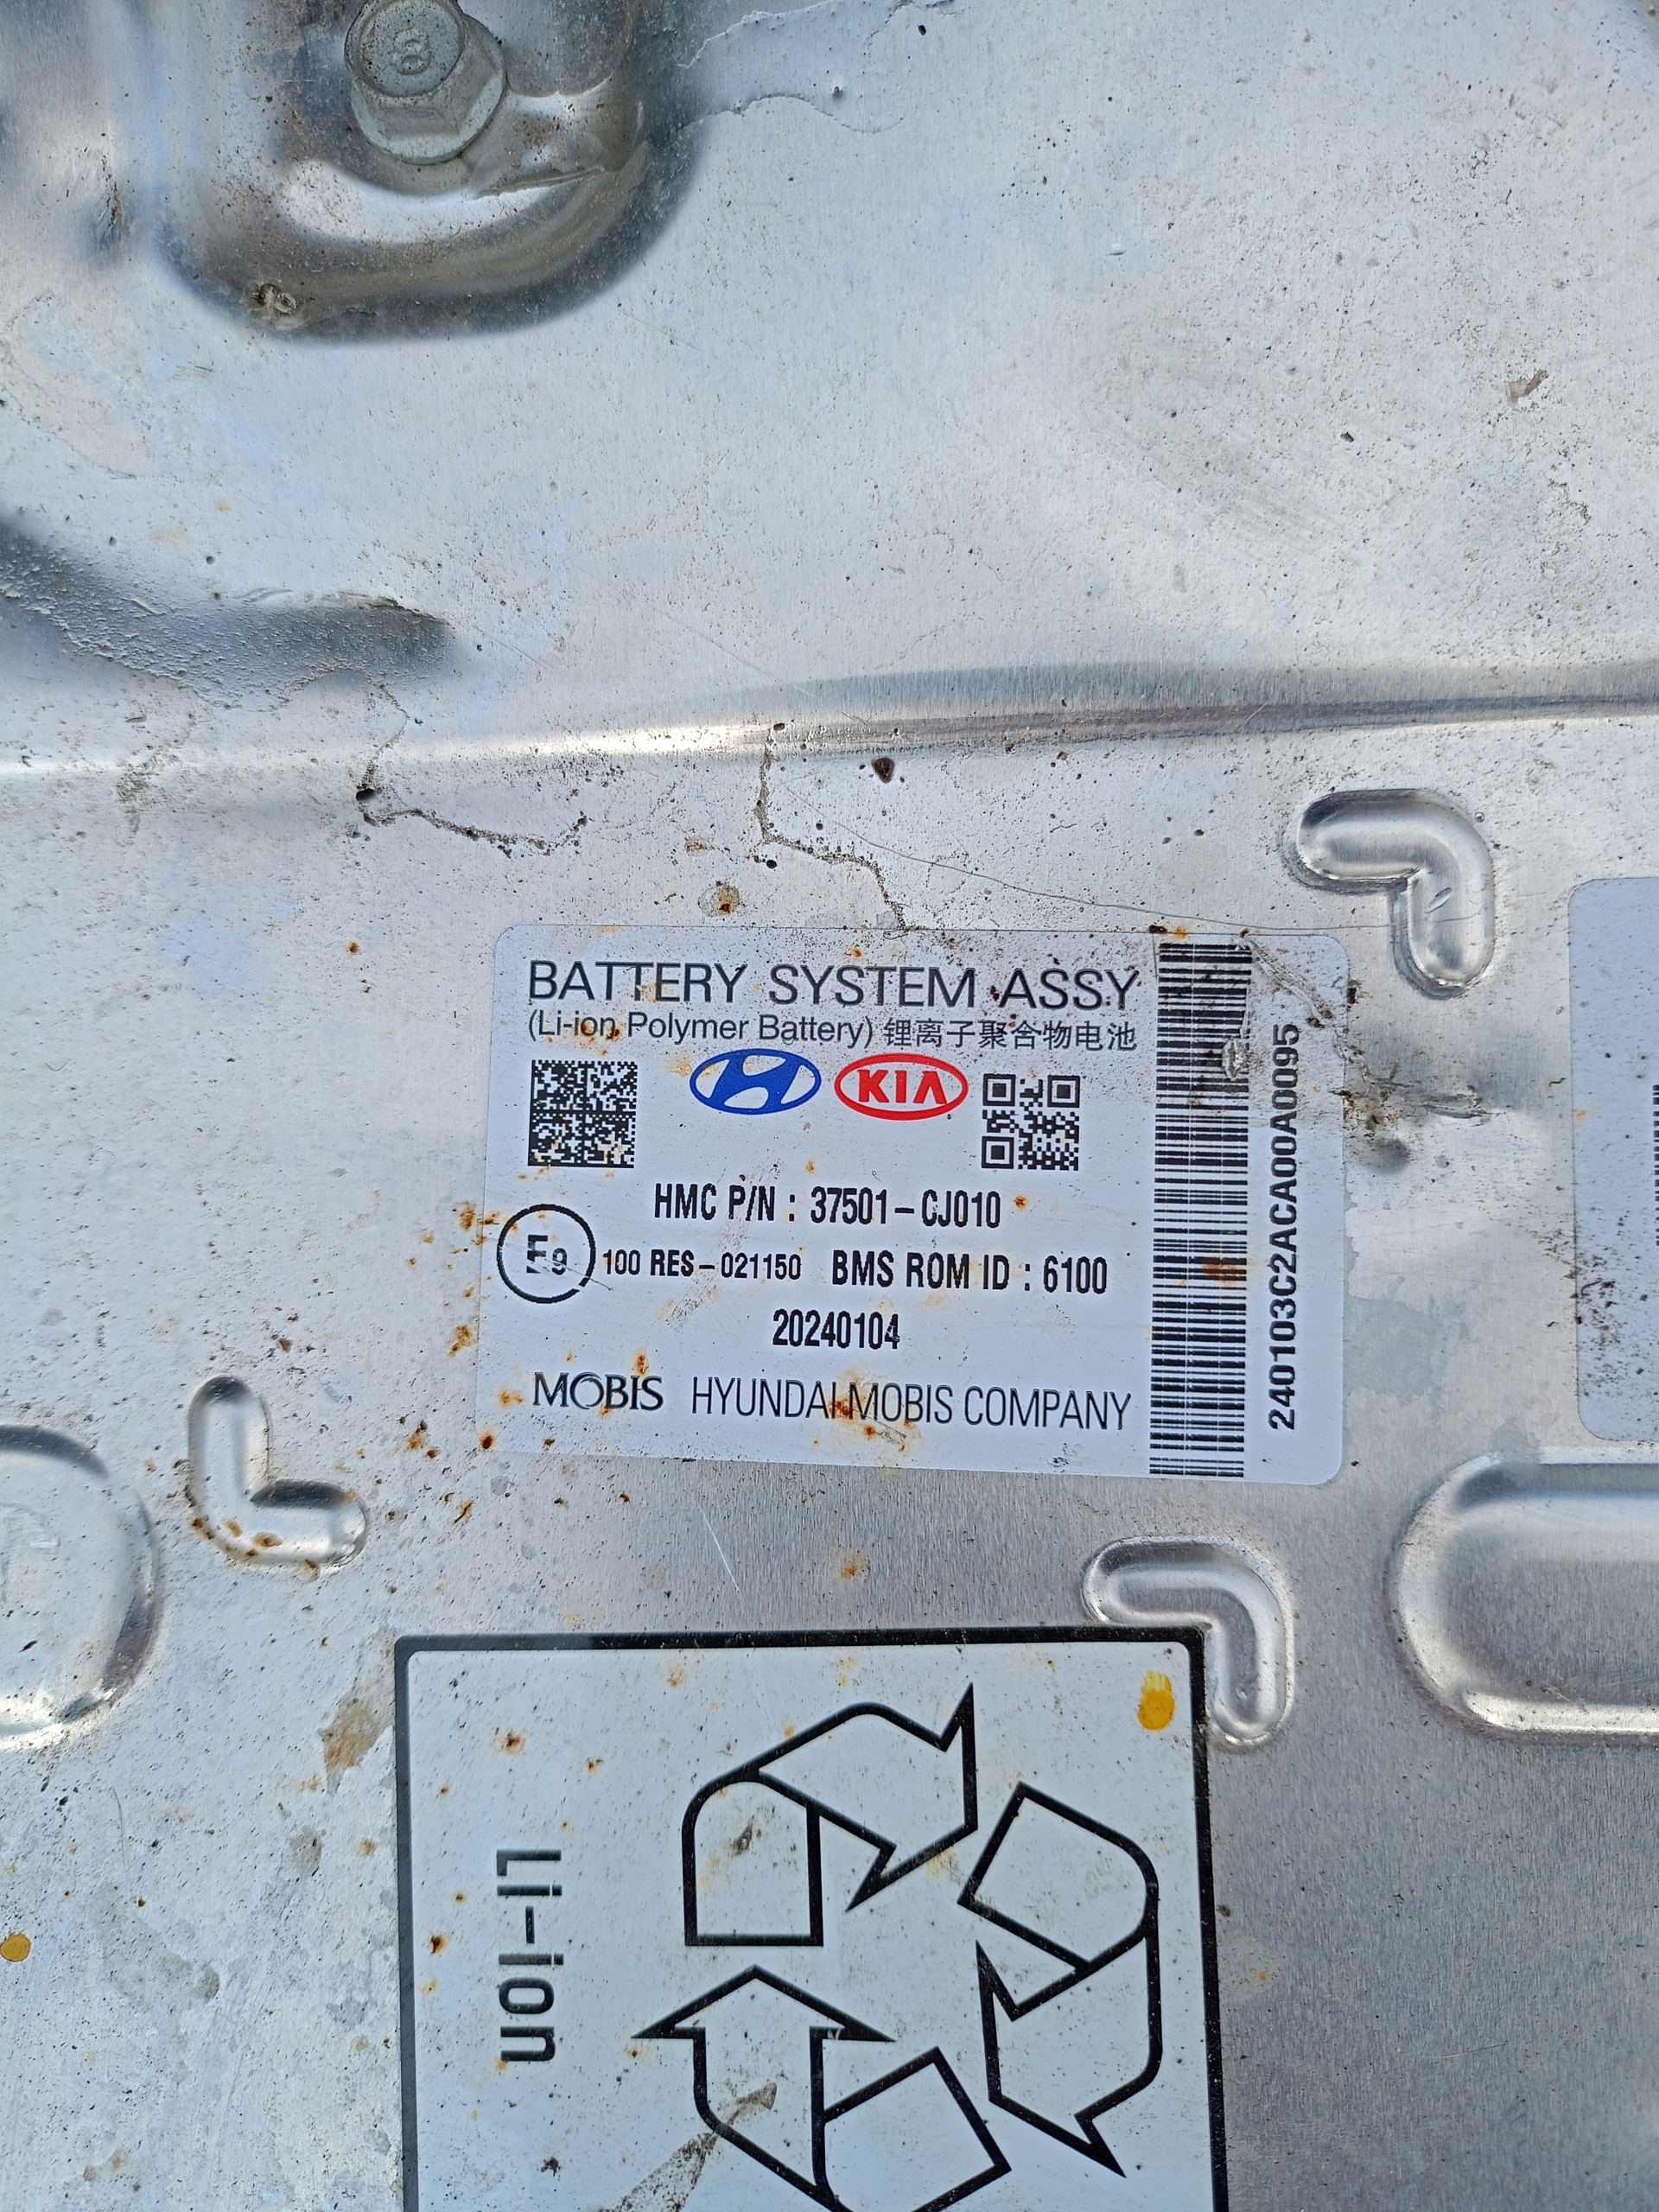 8
BATTERY SYSTEM ASSY
(Li-ion Polymer Battery) 锂离子聚合物电池
KIA
HMC P/N : 37501-CJ010
E9 100 RES-021150 BMS ROM ID : 6100
20240104
MOBIS HYUNDAI MOBIS COMPANY
240103C2ACA00A0095
Li-ion